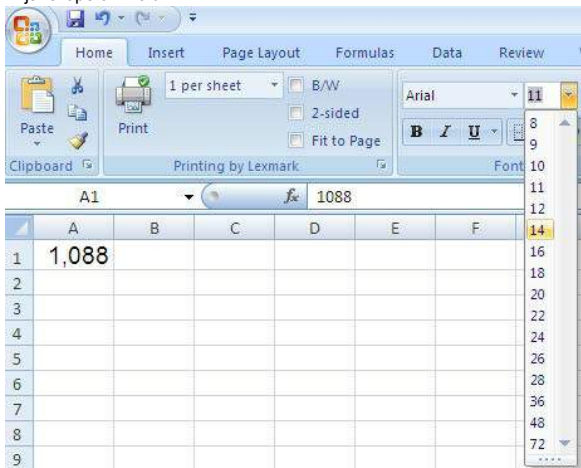 Home Insert Page Layout Formulas Data Review
Paste
Print
1 per sheet
B/W
2-sided
Fit to Page
Arial 11
B I U
Clipboard Printing by Lexmark Font
A1 fx 1088
A B C D E F
1 1,088
2
3
4
5
6
7
8
9
8
9
10
11
12
14
16
18
20
22
24
26
28
36
48
72